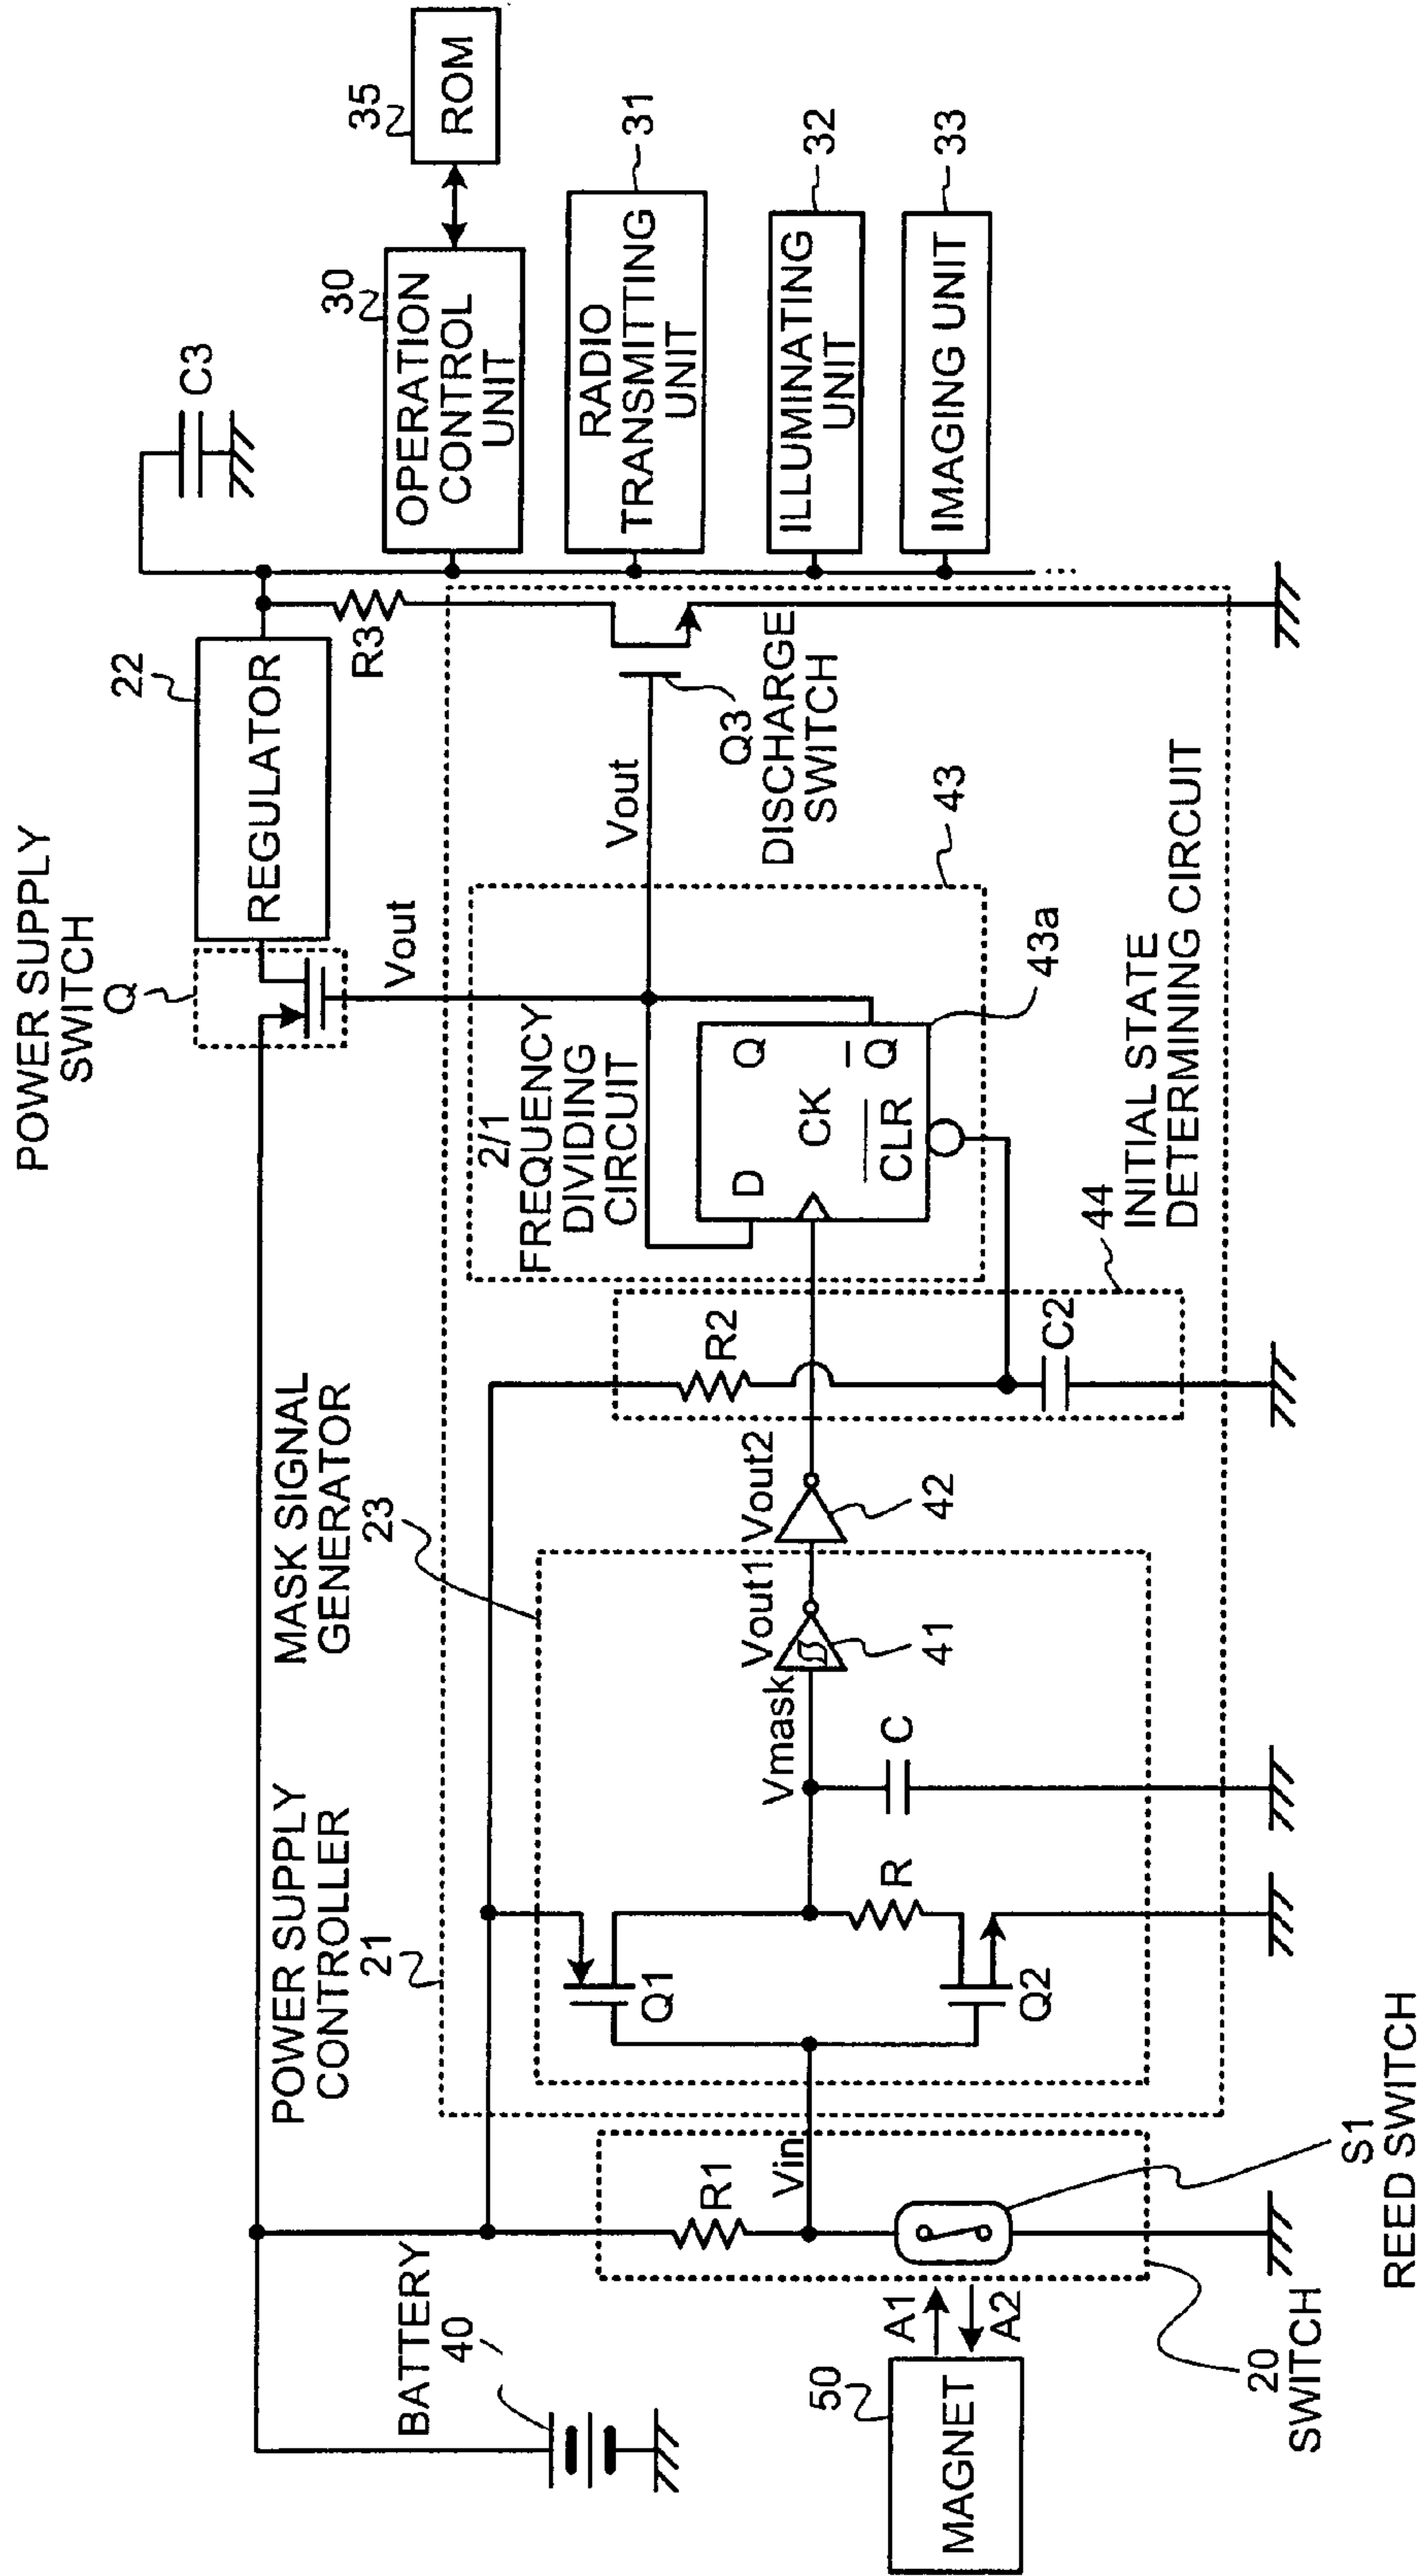 POWER SUPPLY
SWITCH
Q
22
REGULATOR
C3
30
OPERATION
CONTROL
UNIT
35
ROM
Vout
R3
MASK SIGNAL
GENERATOR
23
POWER SUPPLY
CONTROLLER
21
BATTERY
40
2/1
FREQUENCY
DIVIDING
CIRCUIT
Vout
RADIO
TRANSMITTING
UNIT
31
R1
Vin
Q1
R
Vmask
C
Vout1
41
Vout2
42
R2
D
Q
CK
Q
CLR
Q3
DISCHARGE
SWITCH
ILLUMINATING
UNIT
32
50
MAGNET
A1
A2
Q2
C2
43
43a
IMAGING UNIT
33
44
INITIAL STATE
DETERMINING CIRCUIT
20
SWITCH
S1
REED SWITCH